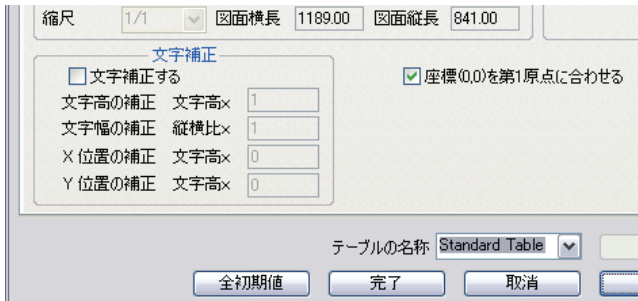 縮尺 1/1 図面横長 1189.00 図面縦長 841.00
文字補正
文字補正する
座標(0,0)を第1原点に合わせる
文字高の補正 文字高× 1
文字幅の補正 縦横比× 1
X 位置の補正 文字高× 0
Y 位置の補正 文字高× 0
テーブルの名称 Standard Table
全初期値 完了 取消